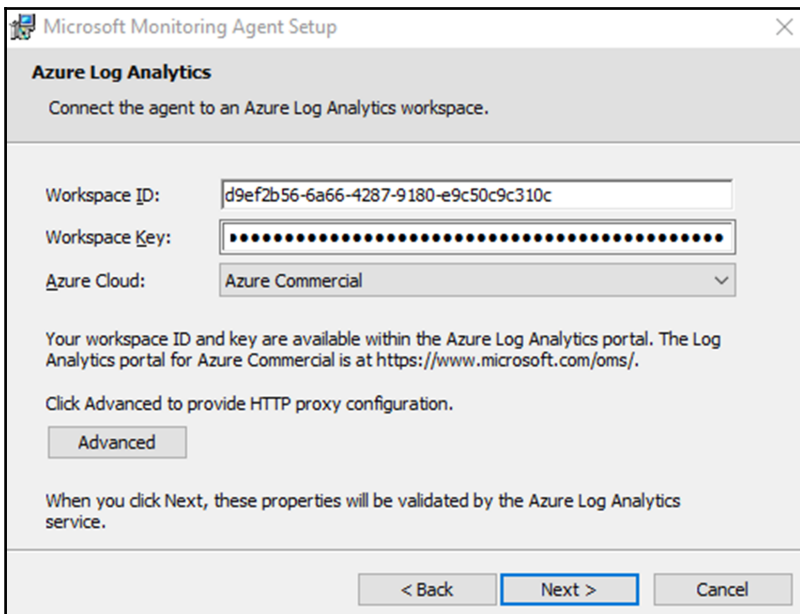 Microsoft Monitoring Agent Setup
Azure Log Analytics
Connect the agent to an Azure Log Analytics workspace.
Workspace ID: d9ef2b56-6a66-4287-9180-e9c50c9c310c
Workspace Key: ●●●●●●●●●●●●●●●●●●●●●●●●●●●●●●●●●●●●●●●●●●●●
Azure Cloud: Azure Commercial
Your workspace ID and key are available within the Azure Log Analytics portal. The Log
Analytics portal for Azure Commercial is at https://www.microsoft.com/oms/.
Click Advanced to provide HTTP proxy configuration.
Advanced
When you click Next, these properties will be validated by the Azure Log Analytics
service.
< Back Next > Cancel